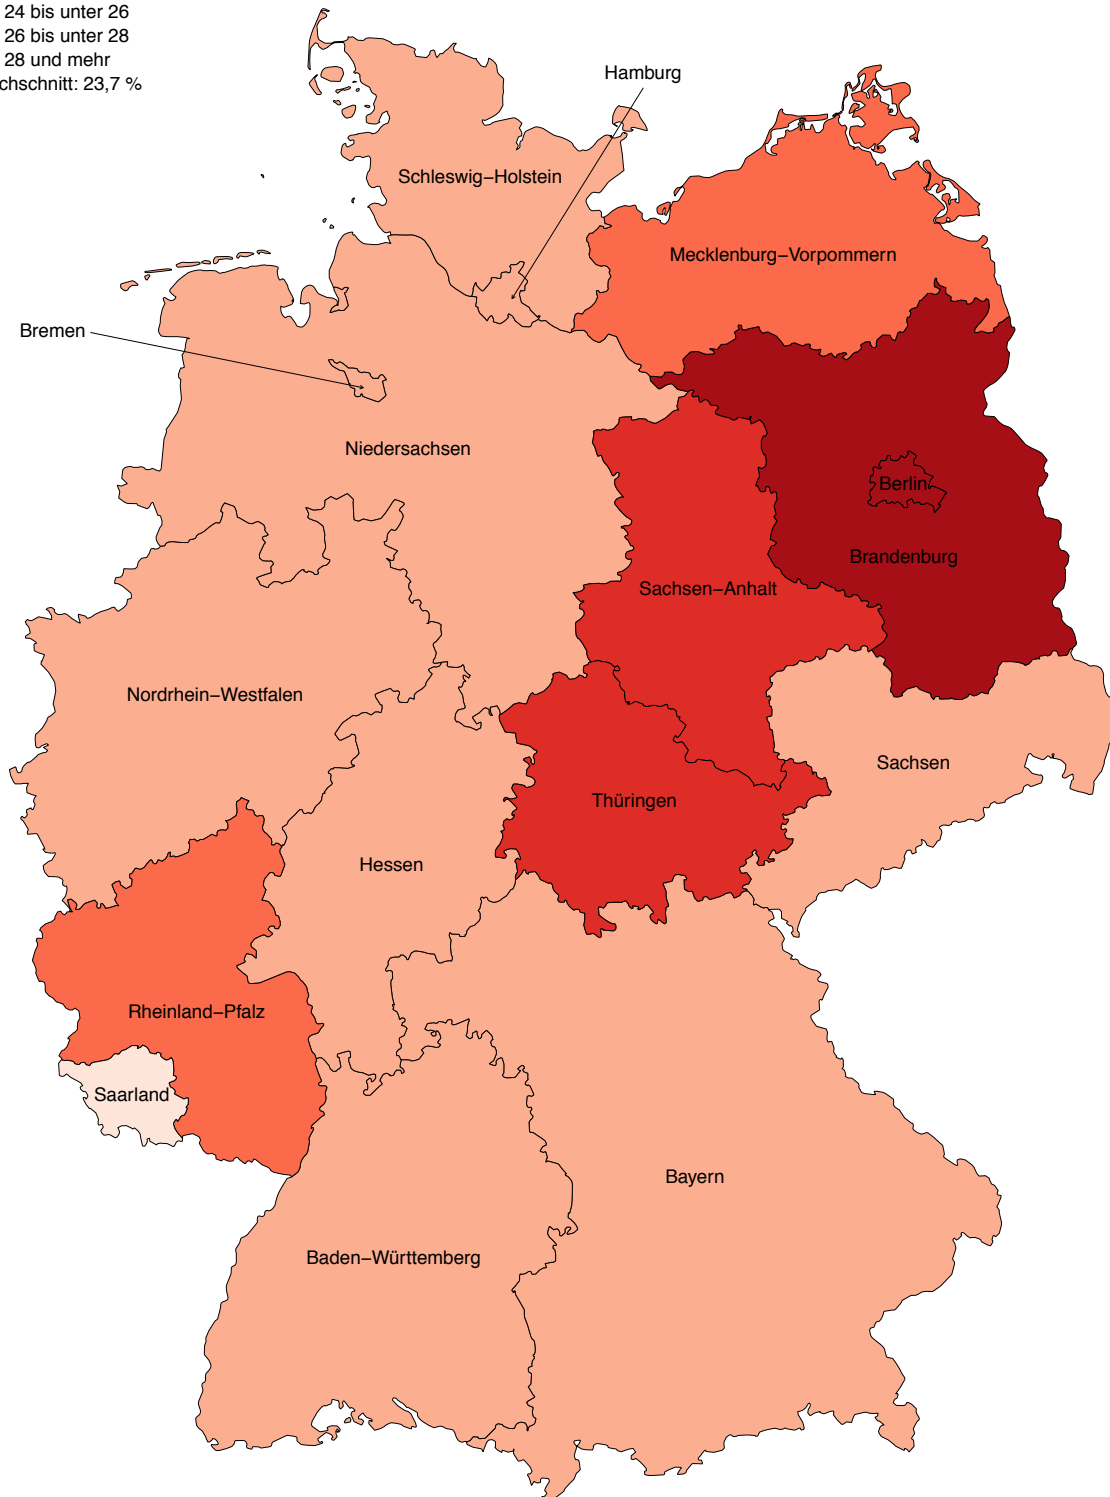 24 bis unter 26
26 bis unter 28
28 und mehr
chschnitt: 23,7 %
Hamburg
Schleswig−Holstein
Mecklenburg−Vorpommern
Bremen
Niedersachsen
Berlin
Brandenburg
Sachsen−Anhalt
Nordrhein−Westfalen
Sachsen
Thüringen
Hessen
Rheinland−Pfalz
Saarland
Bayern
Baden−Württemberg